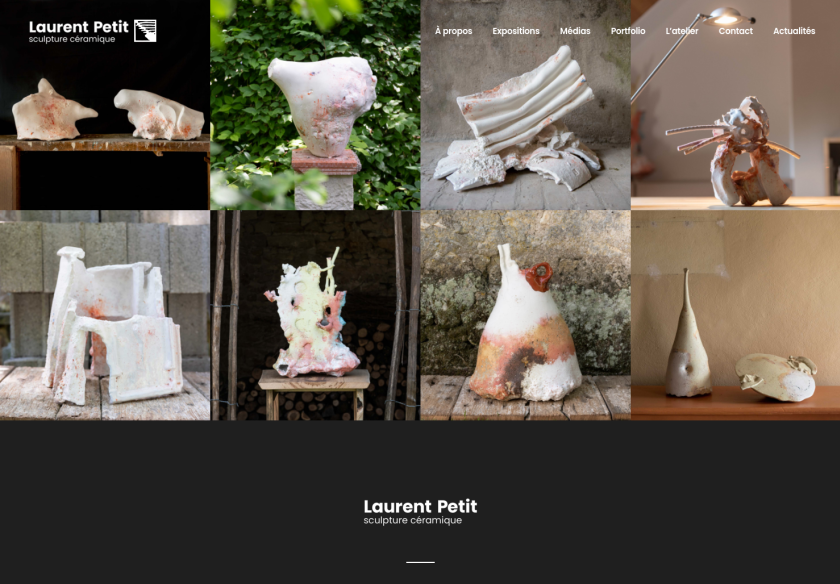 Laurent Petit
sculpture céramique
À propos Expositions Médias Portfolio L'atelier Contact Actualités
Laurent Petit
sculpture céramique